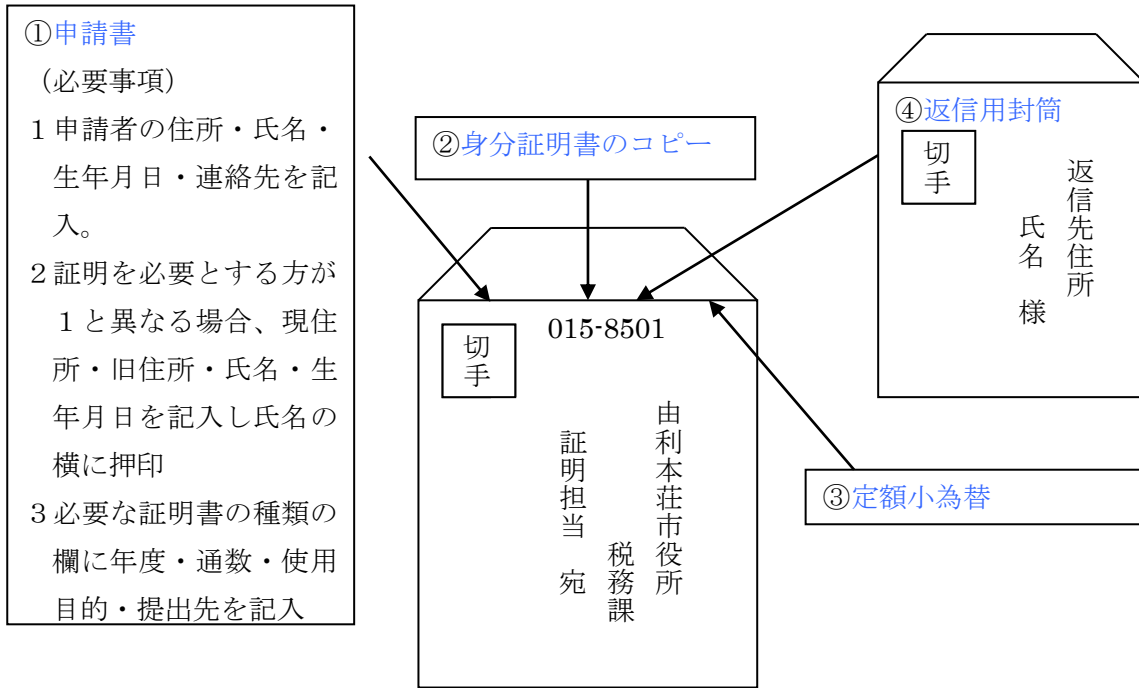 ①申請書
（必要事項）
１申請者の住所・氏名・
生年月日・連絡先を記
入。
２証明を必要とする方が
１と異なる場合、現住
所・旧住所・氏名・生
年月日を記入し氏名の
横に押印
３必要な証明書の種類の
欄に年度・通数・使用
目的・提出先を記入
②身分証明書のコピー
切手
015-8501
由利本荘市役所
税務課
証明担当　宛
④返信用封筒
切手
返信先住所
氏名　様
③定額小為替